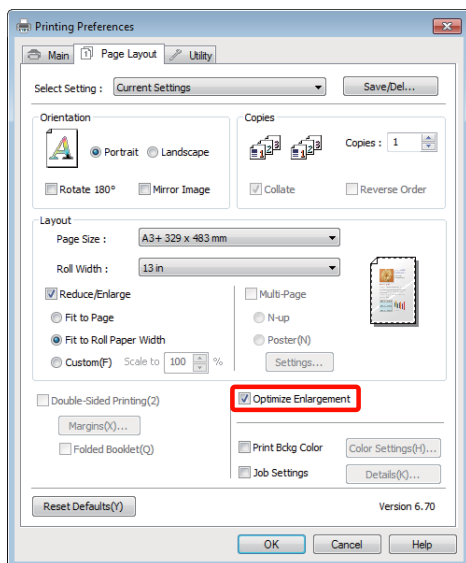 Printing Preferences
Main Page Layout Utility
Select Setting : Current Settings Save/Del...
Orientation
Portrait Landscape
Rotate 180° Mirror Image
Copies
Copies : 1
Collate Reverse Order
Layout
Page Size : A3+ 329 x 483 mm
Roll Width : 13 in
Reduce/Enlarge
Fit to Page
Fit to Roll Paper Width
Custom(F) Scale to 100 %
Multi-Page
N-up
Poster(N)
Settings...
Double-Sided Printing(2)
Margins(X)...
Folded Booklet(Q)
Optimize Enlargement
Print Bckg Color Color Settings(H)...
Job Settings Details(K)...
Reset Defaults(Y) Version 6.70
OK Cancel Help